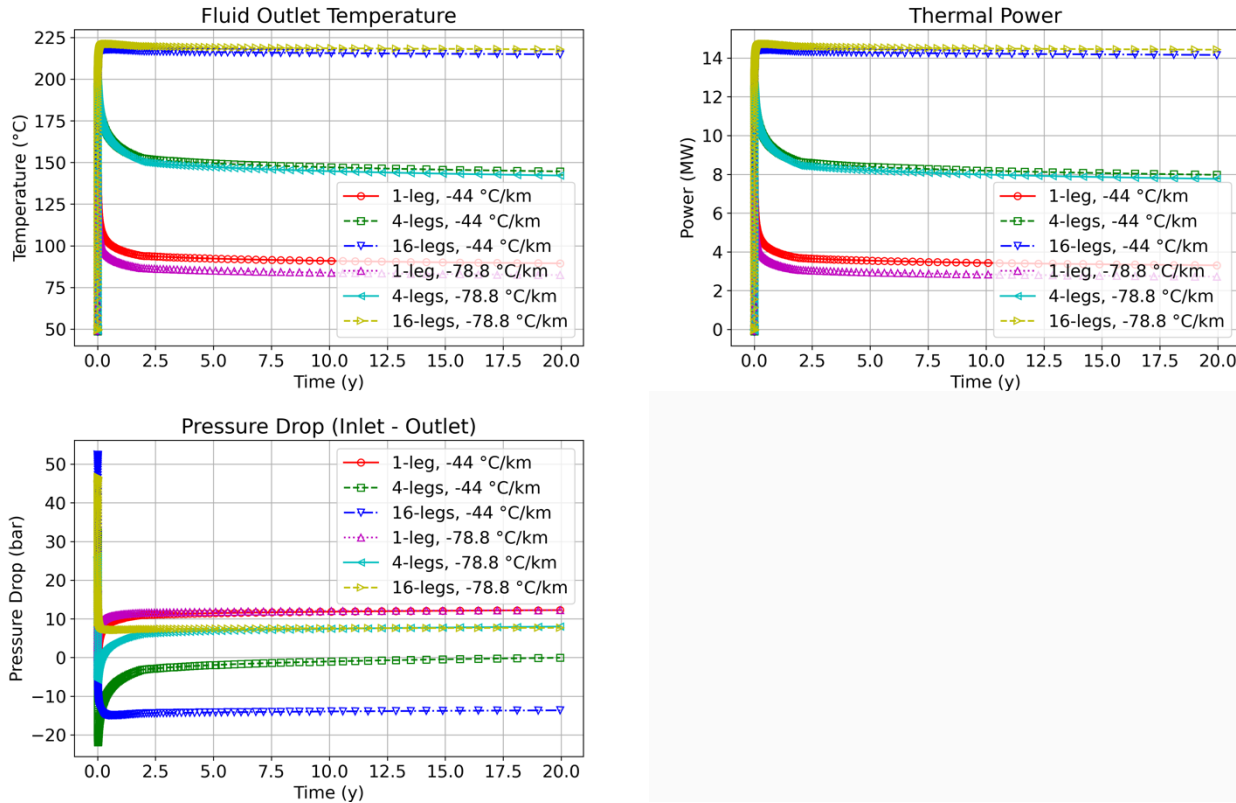 Fluid Outlet Temperature
225
200
175
150
125
100
75
50
Temperature (°C)
1-leg, -44 °C/km
4-legs, -44 °C/km
16-legs, -44 °C/km
1-leg, -78.8 °C/km
4-legs, -78.8 °C/km
16-legs, -78.8 °C/km
0.0 2.5 5.0 7.5 10.0 12.5 15.0 17.5 20.0
Time (y)
Thermal Power
14
12
10
8
6
4
2
0
Power (MW)
1-leg, -44 °C/km
4-legs, -44 °C/km
16-legs, -44 °C/km
1-leg, -78.8 °C/km
4-legs, -78.8 °C/km
16-legs, -78.8 °C/km
0.0 2.5 5.0 7.5 10.0 12.5 15.0 17.5 20.0
Time (y)
Pressure Drop (Inlet - Outlet)
50
40
30
20
10
0
−10
−20
Pressure Drop (bar)
1-leg, -44 °C/km
4-legs, -44 °C/km
16-legs, -44 °C/km
1-leg, -78.8 °C/km
4-legs, -78.8 °C/km
16-legs, -78.8 °C/km
0.0 2.5 5.0 7.5 10.0 12.5 15.0 17.5 20.0
Time (y)